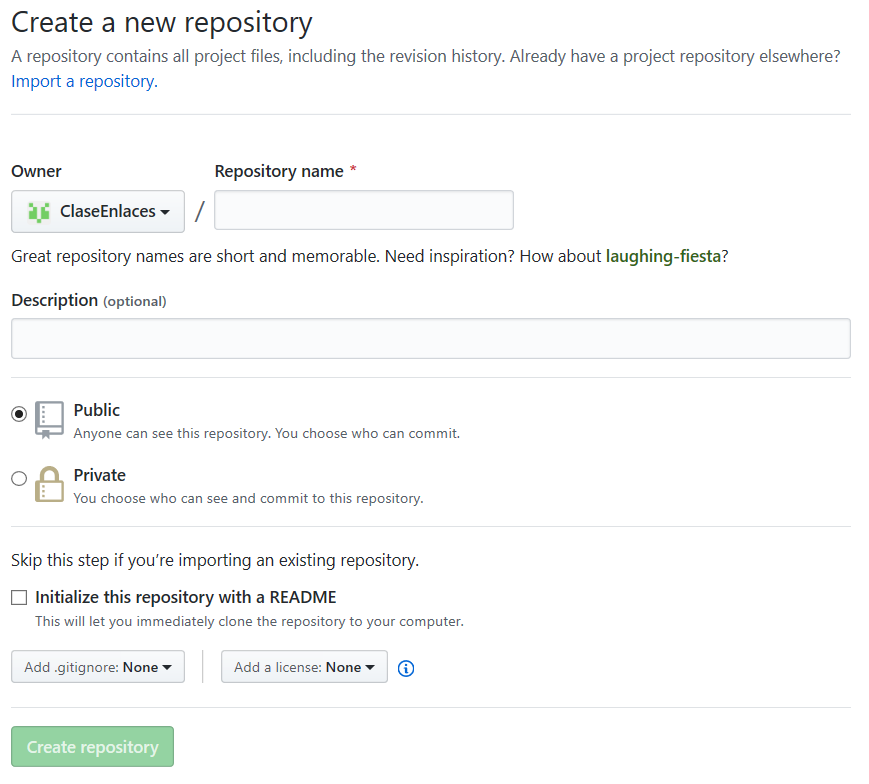 Create a new repository
A repository contains all project files, including the revision history. Already have a project repository elsewhere?
Import a repository.
Owner
Repository name *
ClaseEnlaces
/
Great repository names are short and memorable. Need inspiration? How about laughing-fiesta?
Description (optional)
Public
Anyone can see this repository. You choose who can commit.
Private
You choose who can see and commit to this repository.
Skip this step if you’re importing an existing repository.
Initialize this repository with a README
This will let you immediately clone the repository to your computer.
Add .gitignore: None
Add a license: None
Create repository